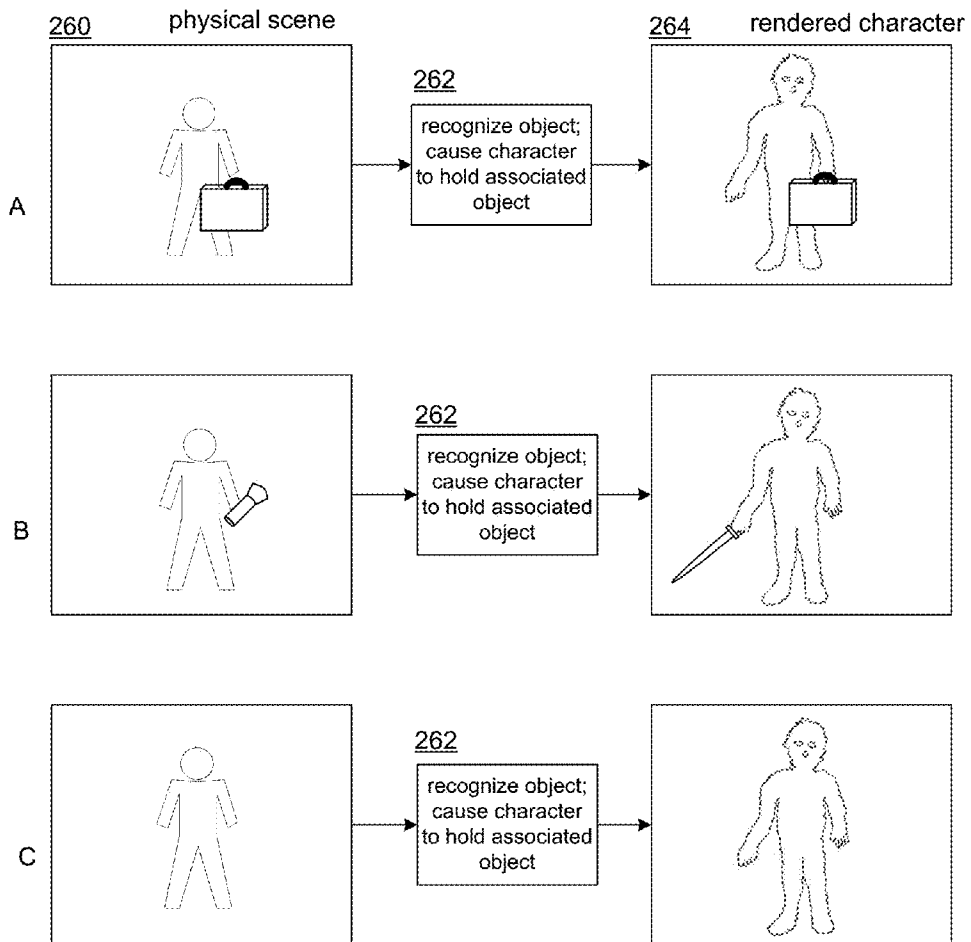 260 physical scene
264 rendered character
262
recognize object;
cause character
to hold associated
object
A
262
recognize object;
cause character
to hold associated
object
B
262
recognize object;
cause character
to hold associated
object
C